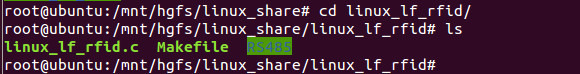 root@ubuntu:/mnt/hgfs/linux_share# cd linux_lf_rfid/
root@ubuntu:/mnt/hgfs/linux_share/linux_lf_rfid# ls
linux_lf_rfid.c Makefile RS485
root@ubuntu:/mnt/hgfs/linux_share/linux_lf_rfid#